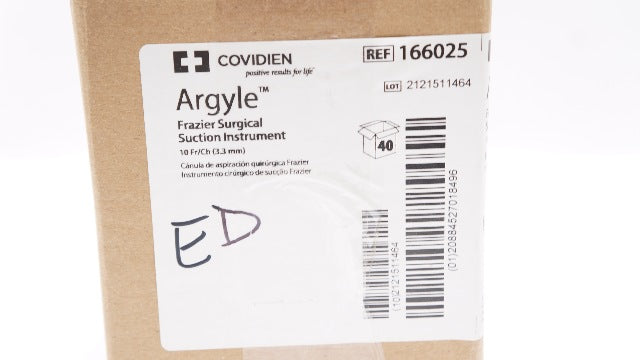 COVIDIEN
positive results for life™
REF 166025
LOT 2121511464
Argyle™
Frazier Surgical
Suction Instrument
10 Fr/Ch (3.3 mm)
Cánula de aspiración quirúrgica Frazier
Instrumento cirúrgico de sucção Frazier
40
ED
(10)2121511464
(01)20884527018496